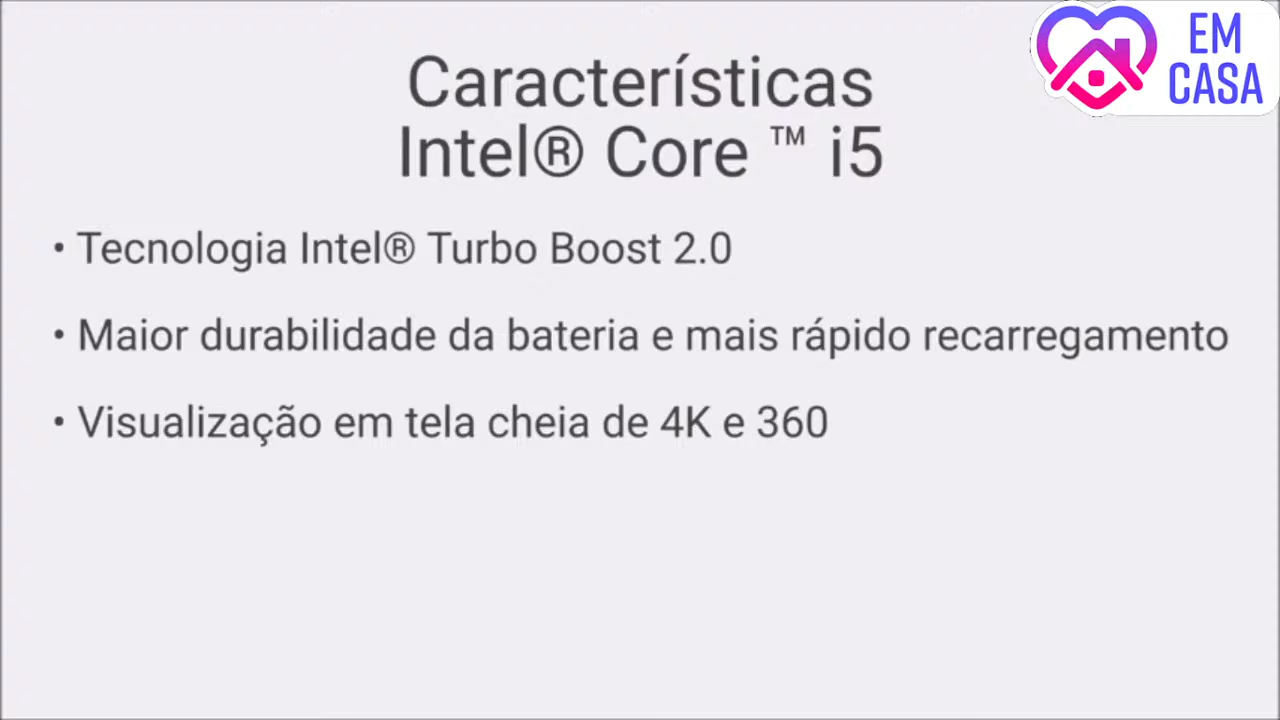 Características
Intel® Core ™ i5
• Tecnologia Intel® Turbo Boost 2.0
• Maior durabilidade da bateria e mais rápido recarregamento
• Visualização em tela cheia de 4K e 360
EM
CASA